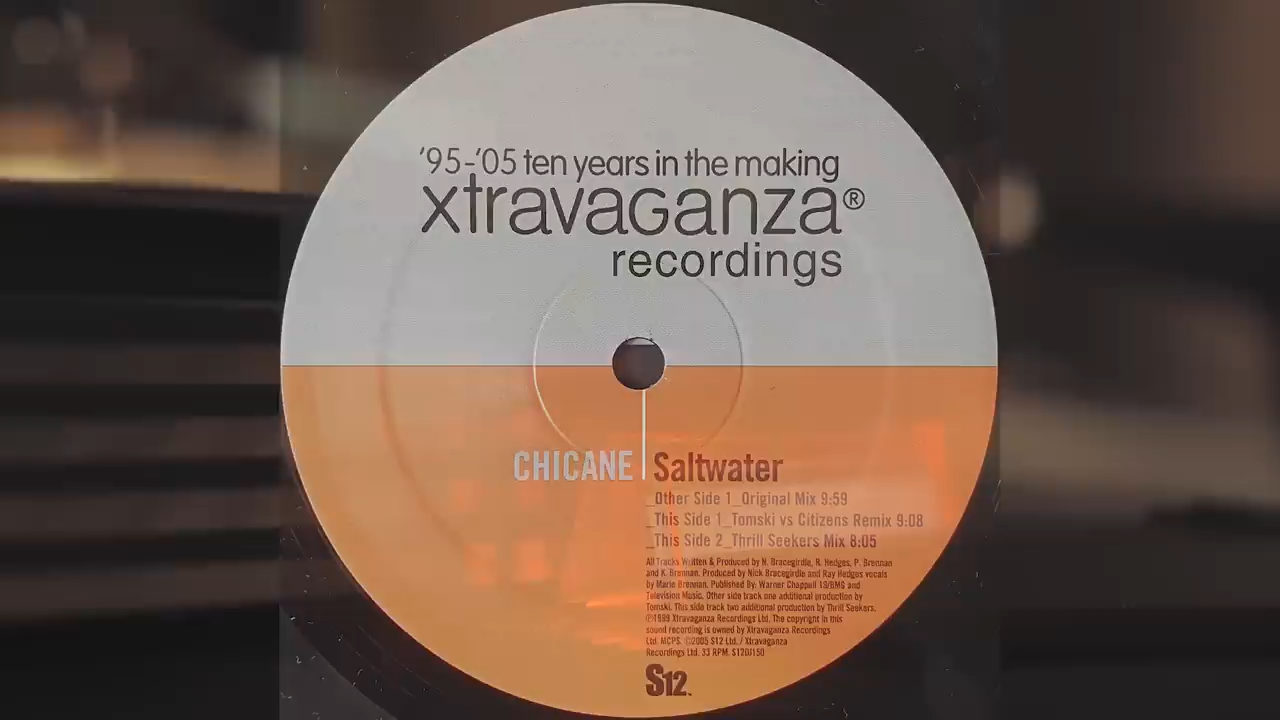 '95-'05 ten years in the making
xtravaganza®
recordings
CHICANE Saltwater
_Other Side 1_Original Mix 9:59
_This Side 1_Tomski vs Citizens Remix 9:08
_This Side 2_Thrill Seekers Mix 8:05
All Tracks Written & Produced by N. Bracegirdle, R. Hedges, P. Brennan
and K. Brennan. Produced by Nick Bracegirdle and Ray Hedges vocals
by Marie Brennan. Published By: Warner Chappell 19/BMG and
Television Music. Other side track one additional production by
Tomski. This side track two additional production by Thrill Seekers.
℗1999 Xtravaganza Recordings Ltd. The copyright in this
sound recording is owned by Xtravaganza Recordings
Ltd. MCPS. ©2005 S12 Ltd. / Xtravaganza
Recordings Ltd. 33 RPM. S12DJ150
S12.